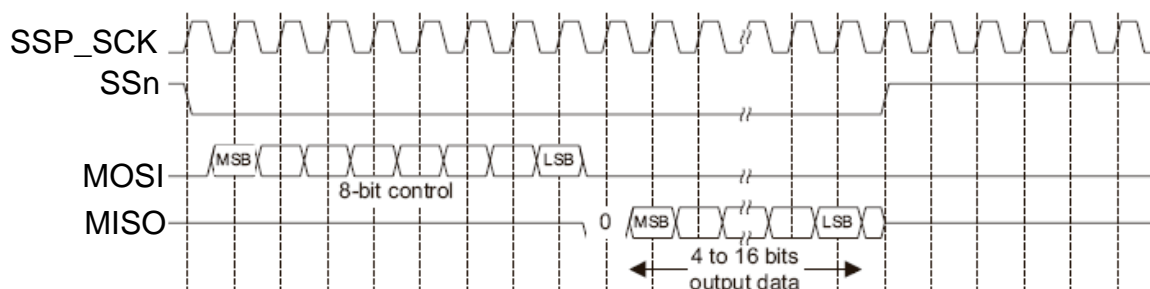 SSP_SCK
SSn
MOSI
MSB
LSB
8-bit control
MISO
0
MSB
LSB
4 to 16 bits
output data